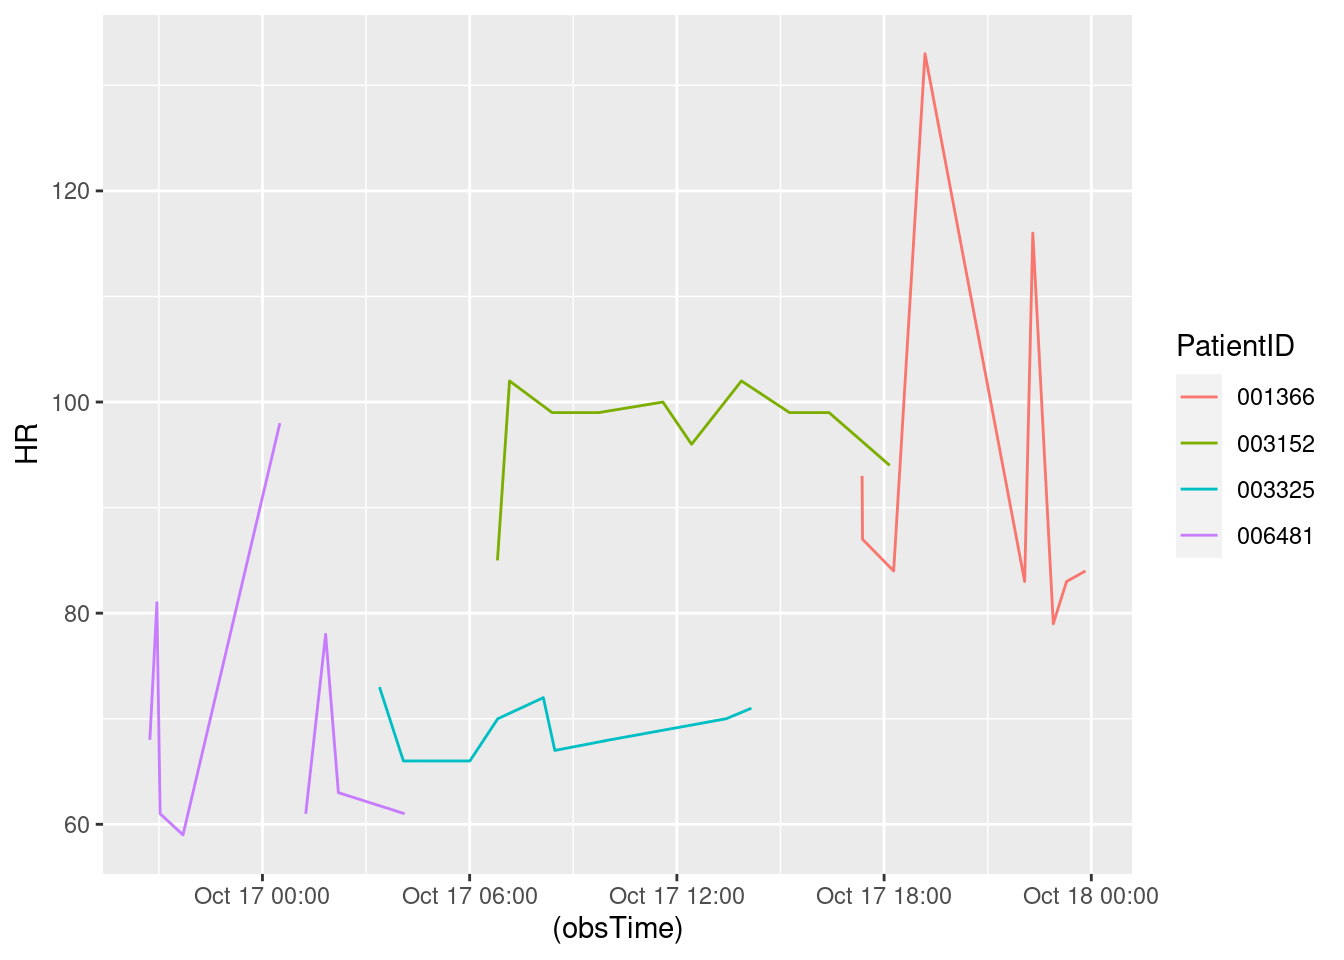 120
100
80
60
HR
Oct 17 00:00
Oct 17 06:00
Oct 17 12:00
Oct 17 18:00
Oct 18 00:00
(obsTime)
PatientID
001366
003152
003325
006481